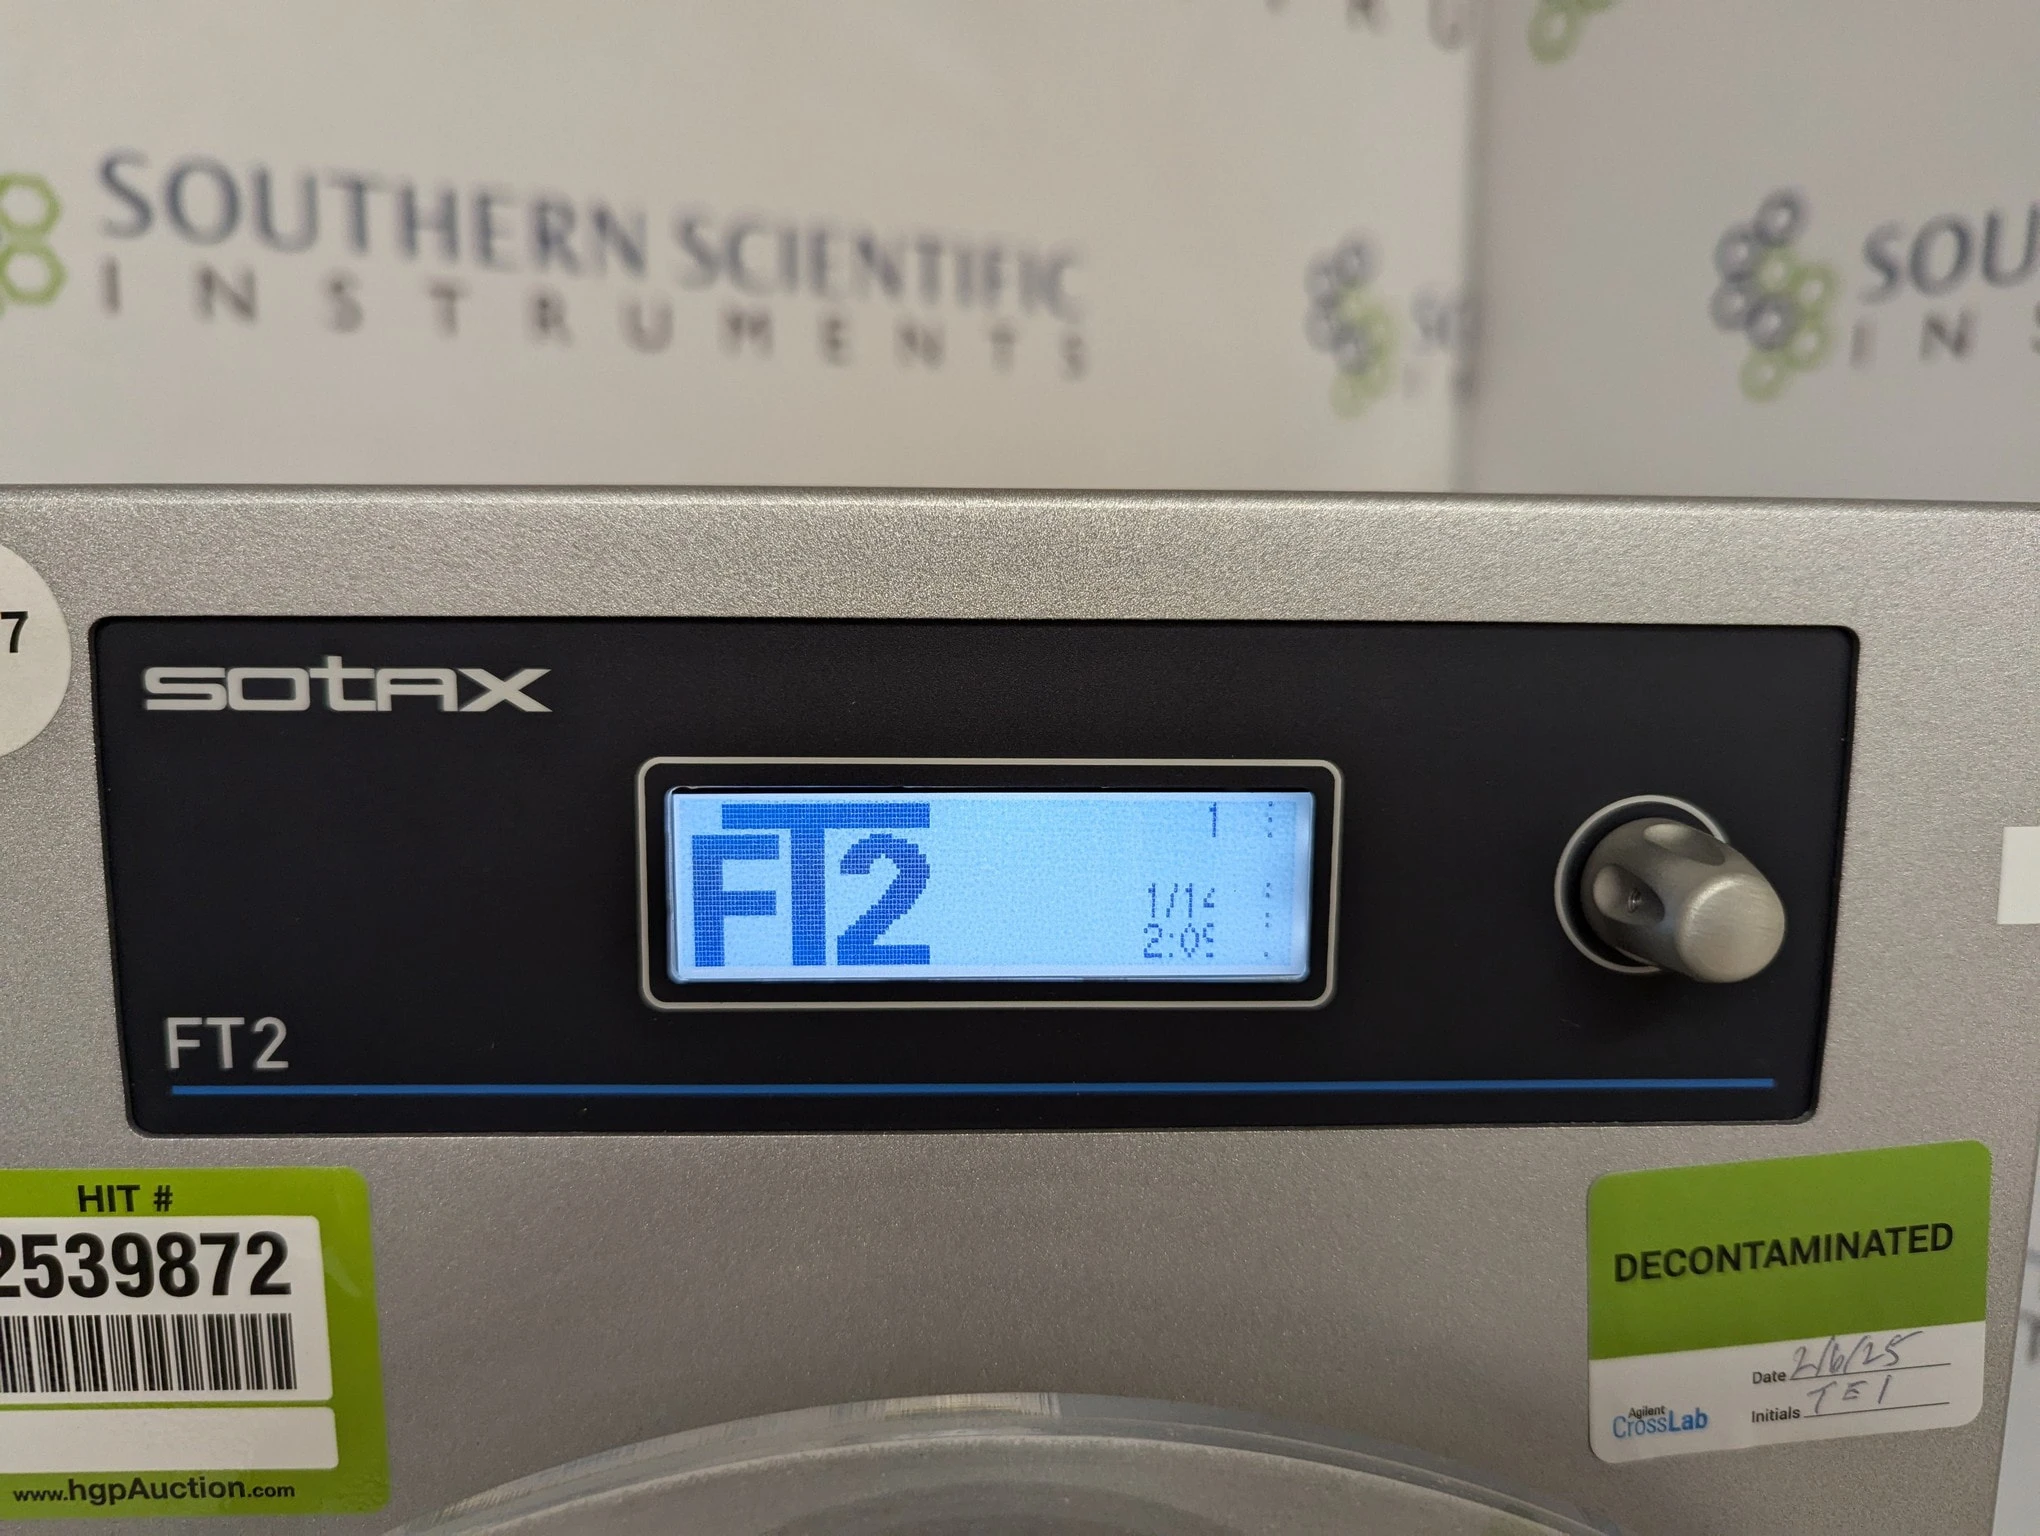 SOUTHERN SCIENTIFIC
INSTRUMENTS
SOU
INS
7
sotax
FT2
1
1/14
2:09
FT2
HIT #
2539872
www.hgpAuction.com
DECONTAMINATED
Date 2/6/25
Initials TEI
Agilent
CrossLab